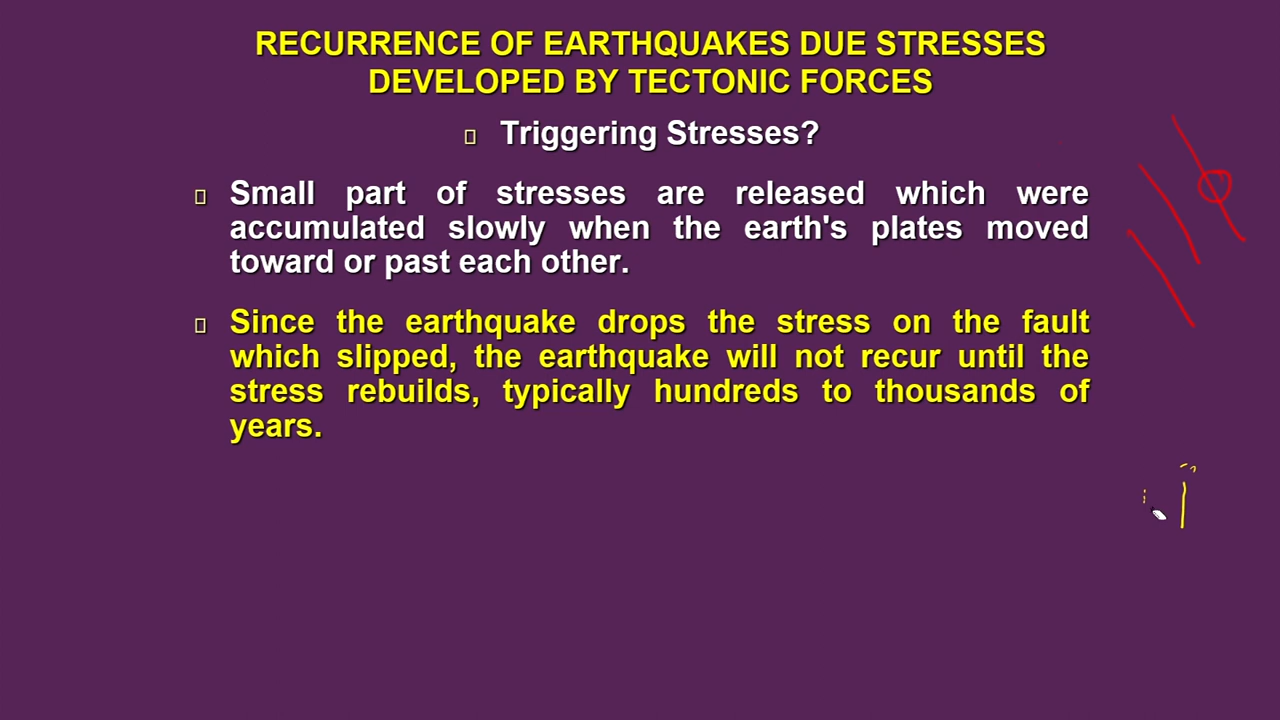 RECURRENCE OF EARTHQUAKES DUE STRESSES
DEVELOPED BY TECTONIC FORCES
Triggering Stresses?
Small part of stresses are released which were
accumulated slowly when the earth's plates moved
toward or past each other.
Since the earthquake drops the stress on the fault
which slipped, the earthquake will not recur until the
stress rebuilds, typically hundreds to thousands of
years.